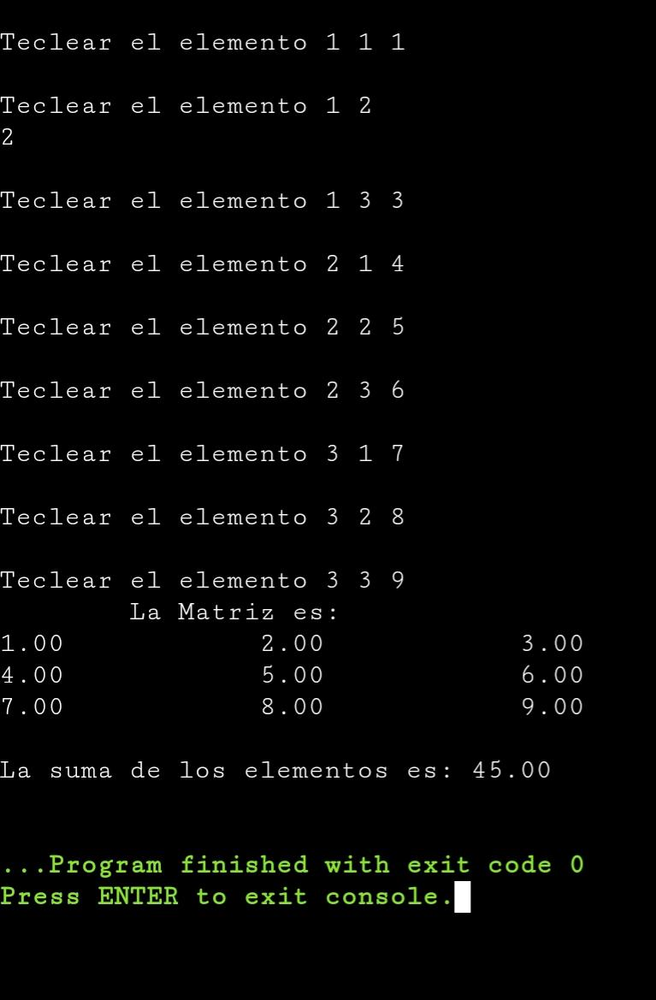 Teclear el elemento 1 1 1
Teclear el elemento 1 2
2
Teclear el elemento 1 3 3
Teclear el elemento 2 1 4
Teclear el elemento 2 2 5
Teclear el elemento 2 3 6
Teclear el elemento 3 1 7
Teclear el elemento 3 2 8
Teclear el elemento 3 3 9
La Matriz es:
1.00 2.00 3.00
4.00 5.00 6.00
7.00 8.00 9.00
La suma de los elementos es: 45.00
...Program finished with exit code 0
Press ENTER to exit console.